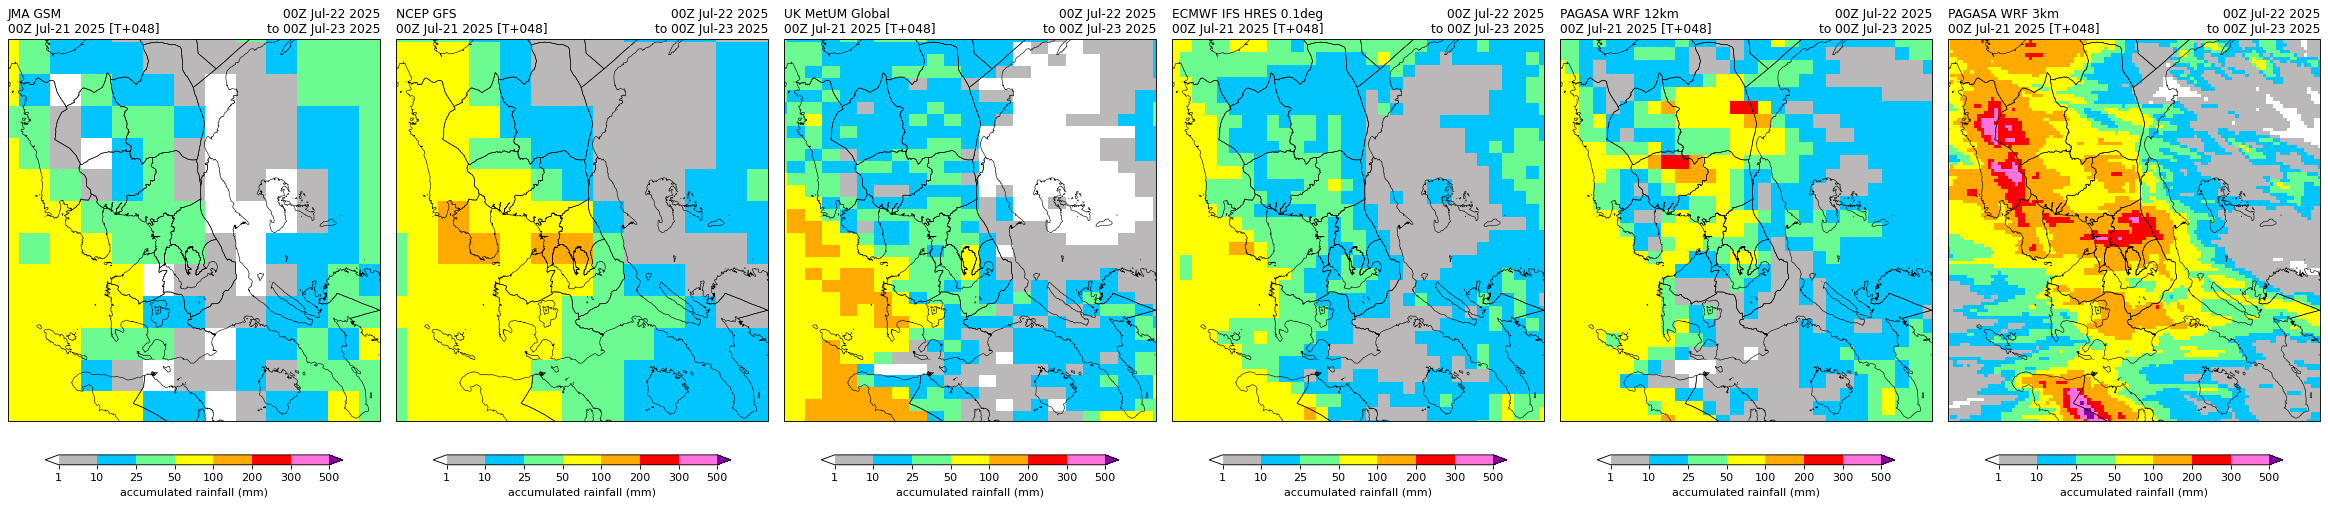 JMA GSM 00Z Jul-22 2025
00Z Jul-21 2025 [T+048] to 00Z Jul-23 2025
1 10 25 50 100 200 300 500
accumulated rainfall (mm)
NCEP GFS 00Z Jul-22 2025
00Z Jul-21 2025 [T+048] to 00Z Jul-23 2025
1 10 25 50 100 200 300 500
accumulated rainfall (mm)
UK MetUM Global 00Z Jul-22 2025
00Z Jul-21 2025 [T+048] to 00Z Jul-23 2025
1 10 25 50 100 200 300 500
accumulated rainfall (mm)
ECMWF IFS HRES 0.1deg 00Z Jul-22 2025
00Z Jul-21 2025 [T+048] to 00Z Jul-23 2025
1 10 25 50 100 200 300 500
accumulated rainfall (mm)
PAGASA WRF 12km 00Z Jul-22 2025
00Z Jul-21 2025 [T+048] to 00Z Jul-23 2025
1 10 25 50 100 200 300 500
accumulated rainfall (mm)
PAGASA WRF 3km 00Z Jul-22 2025
00Z Jul-21 2025 [T+048] to 00Z Jul-23 2025
1 10 25 50 100 200 300 500
accumulated rainfall (mm)